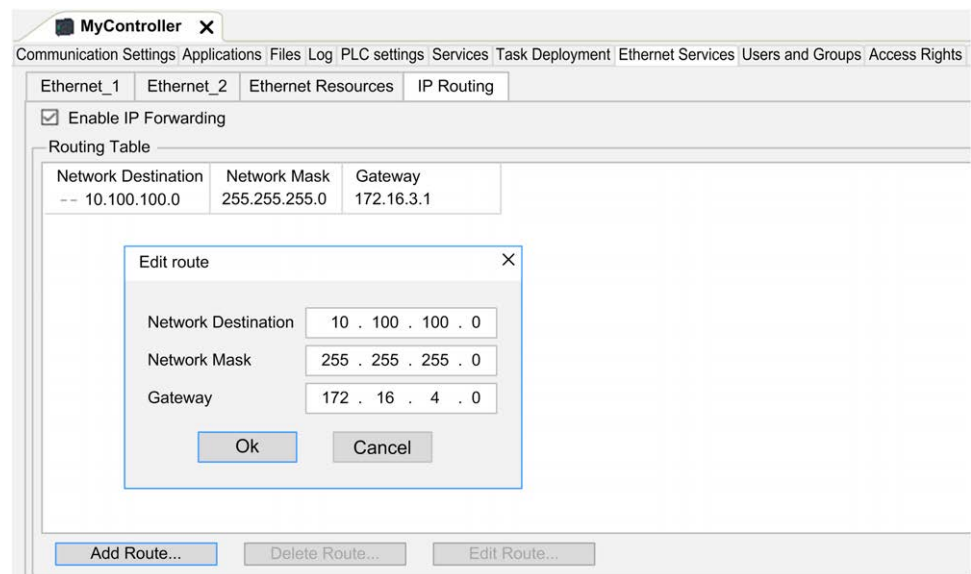 MyController X
Communication Settings Applications Files Log PLC settings Services Task Deployment Ethernet Services Users and Groups Access Rights
Ethernet_1 Ethernet_2 Ethernet Resources IP Routing
Enable IP Forwarding
Routing Table
Network Destination Network Mask Gateway
-- 10.100.100.0 255.255.255.0 172.16.3.1
Edit route
Network Destination 10 . 100 . 100 . 0
Network Mask 255 . 255 . 255 . 0
Gateway 172 . 16 . 4 . 0
Ok Cancel
Add Route... Delete Route... Edit Route...